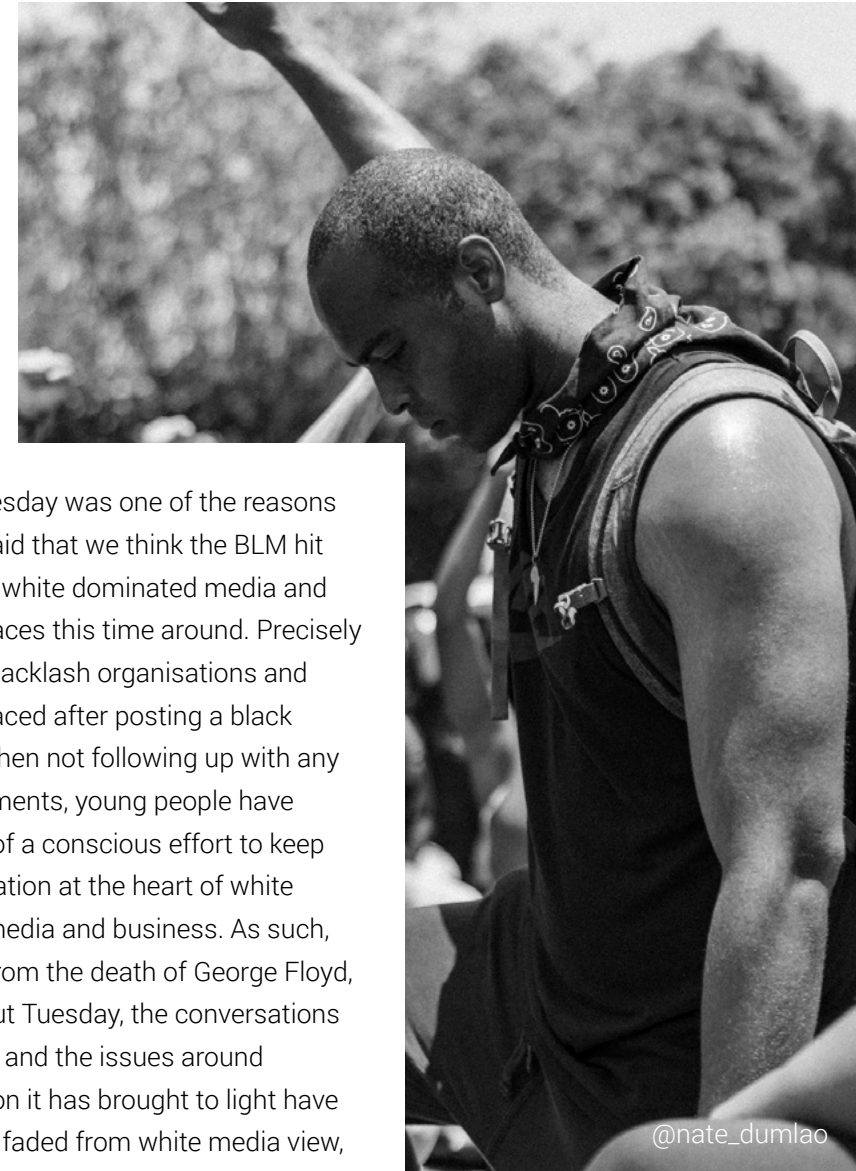 esday was one of the reasons
aid that we think the BLM hit
white dominated media and
aces this time around. Precisely
acklash organisations and
aced after posting a black
hen not following up with any
ments, young people have
of a conscious effort to keep
ation at the heart of white
nedia and business. As such,
rom the death of George Floyd,
ut Tuesday, the conversations
and the issues around
on it has brought to light have
faded from white media view,
@nate_dumlao